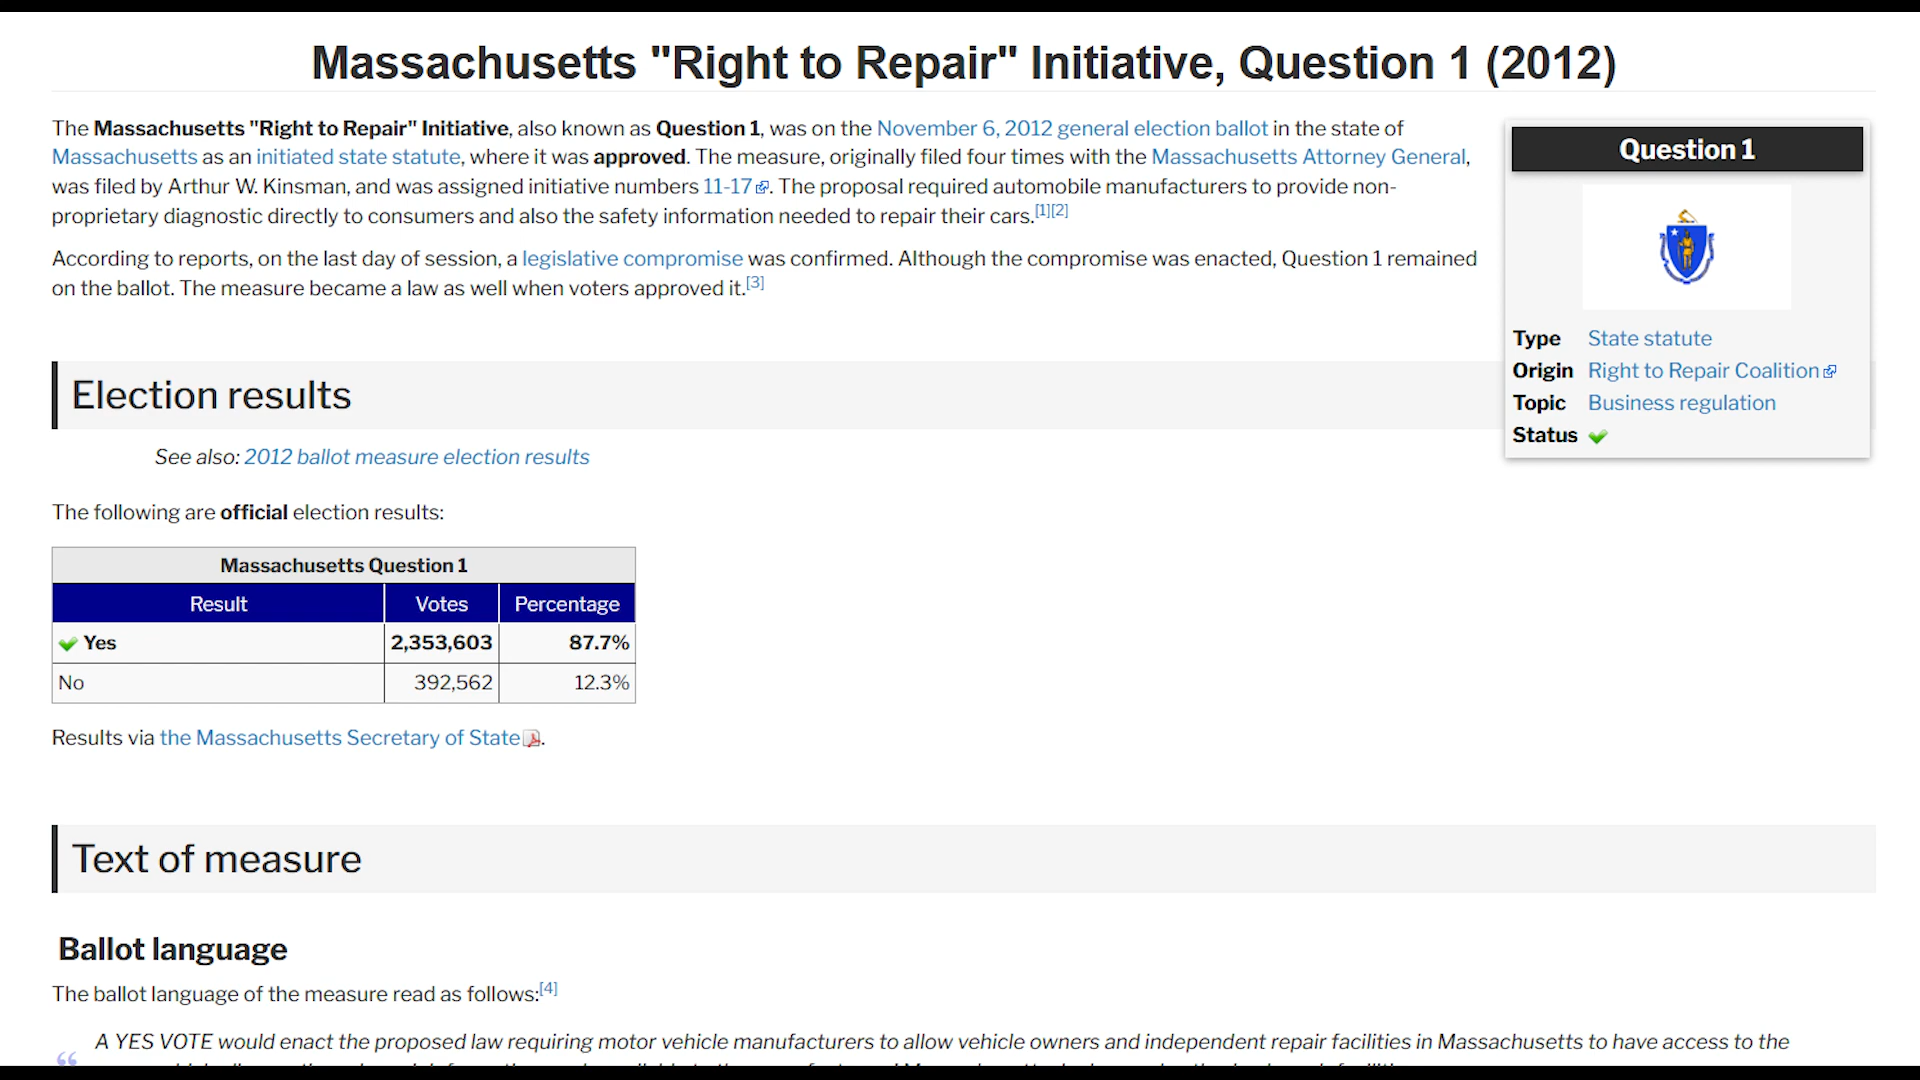 Massachusetts "Right to Repair" Initiative, Question 1 (2012)
The Massachusetts "Right to Repair" Initiative, also known as Question 1, was on the November 6, 2012 general election ballot in the state of
Massachusetts as an initiated state statute, where it was approved. The measure, originally filed four times with the Massachusetts Attorney General,
was filed by Arthur W. Kinsman, and was assigned initiative numbers 11-17. The proposal required automobile manufacturers to provide non-
proprietary diagnostic directly to consumers and also the safety information needed to repair their cars.[1][2]
According to reports, on the last day of session, a legislative compromise was confirmed. Although the compromise was enacted, Question 1 remained
on the ballot. The measure became a law as well when voters approved it.[3]
Question 1
Type State statute
Origin Right to Repair Coalition
Topic Business regulation
Status
Election results
See also: 2012 ballot measure election results
The following are official election results:
Massachusetts Question 1
Result Votes Percentage
Yes 2,353,603 87.7%
No 392,562 12.3%
Results via the Massachusetts Secretary of State.
Text of measure
Ballot language
The ballot language of the measure read as follows:[4]
“ A YES VOTE would enact the proposed law requiring motor vehicle manufacturers to allow vehicle owners and independent repair facilities in Massachusetts to have access to the